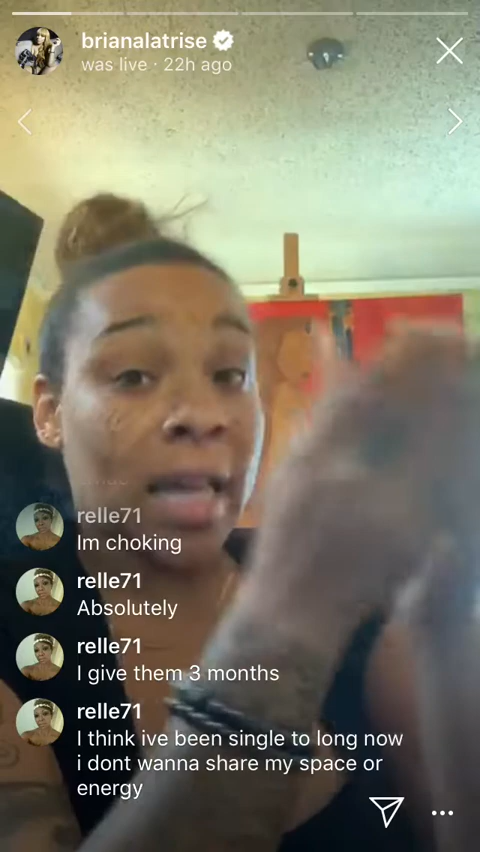 brianalatrise
was live · 22h ago
relle71
Im choking
relle71
Absolutely
relle71
I give them 3 months
relle71
I think ive been single to long now
i dont wanna share my space or
energy